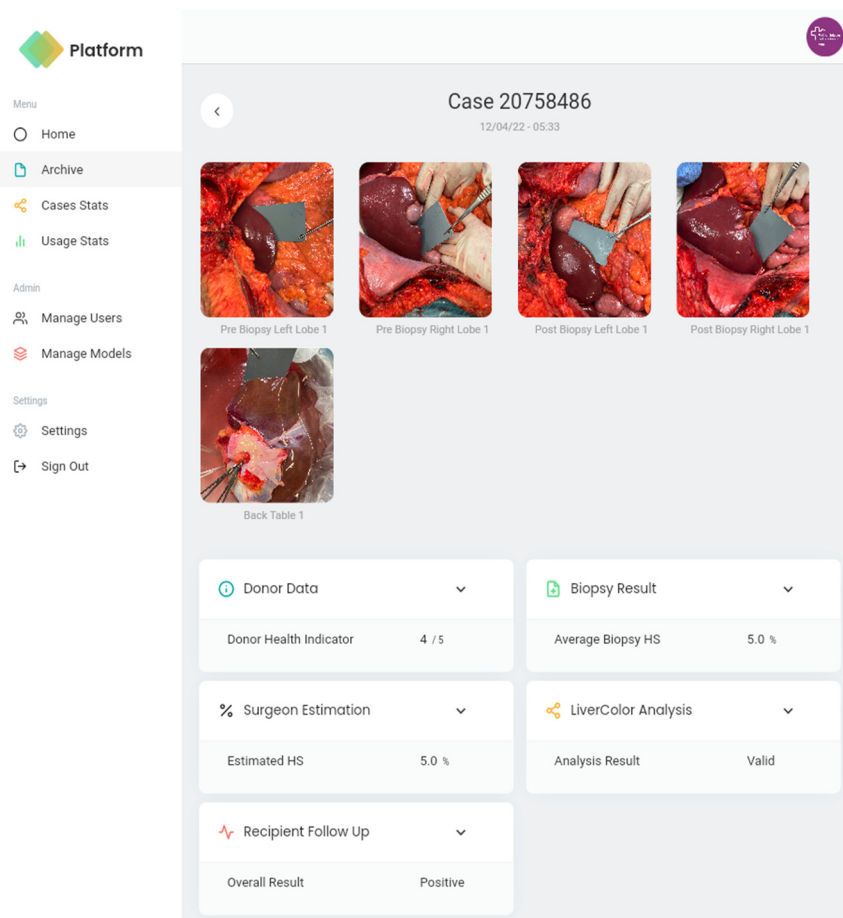 Platform
Menu
Home
Archive
Cases Stats
Usage Stats
Admin
Manage Users
Manage Models
Settings
Settings
Sign Out
Case 20758486
12/04/22 - 05:33
Pre Biopsy Left Lobe 1
Pre Biopsy Right Lobe 1
Post Biopsy Left Lobe 1
Post Biopsy Right Lobe 1
Back Table 1
Donor Data
Donor Health Indicator 4 / 5
Biopsy Result
Average Biopsy HS 5.0 %
Surgeon Estimation
Estimated HS 5.0 %
LiverColor Analysis
Analysis Result Valid
Recipient Follow Up
Overall Result Positive